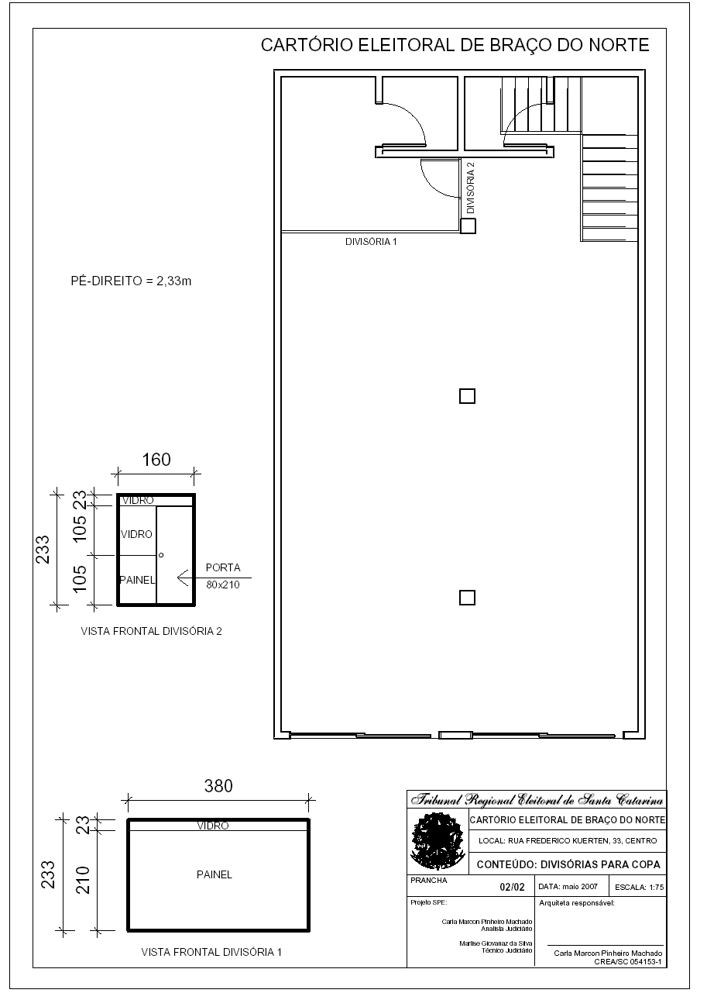 CARTÓRIO ELEITORAL DE BRAÇO DO NORTE
DIVISÓRIA 2
DIVISÓRIA 1
PÉ-DIREITO = 2,33m
160
23
VIDRO
105
VIDRO
233
105
PAINEL
PORTA
80x210
VISTA FRONTAL DIVISÓRIA 2
380
23
VIDRO
233
210
PAINEL
VISTA FRONTAL DIVISÓRIA 1
Tribunal Regional Eleitoral de Santa Catarina
CARTÓRIO ELEITORAL DE BRAÇO DO NORTE
LOCAL: RUA FREDERICO KUERTEN, 33, CENTRO
CONTEÚDO: DIVISÓRIAS PARA COPA
PRANCHA
02/02
DATA: maio 2007
ESCALA: 1:75
Projeto SPE:
Carla Marcon Pinheiro Machado
Analista Judiciário
Marlise Giovanaz da Silva
Técnico Judiciário
Arquiteta responsável:
Carla Marcon Pinheiro Machado
CREA/SC 054153-1